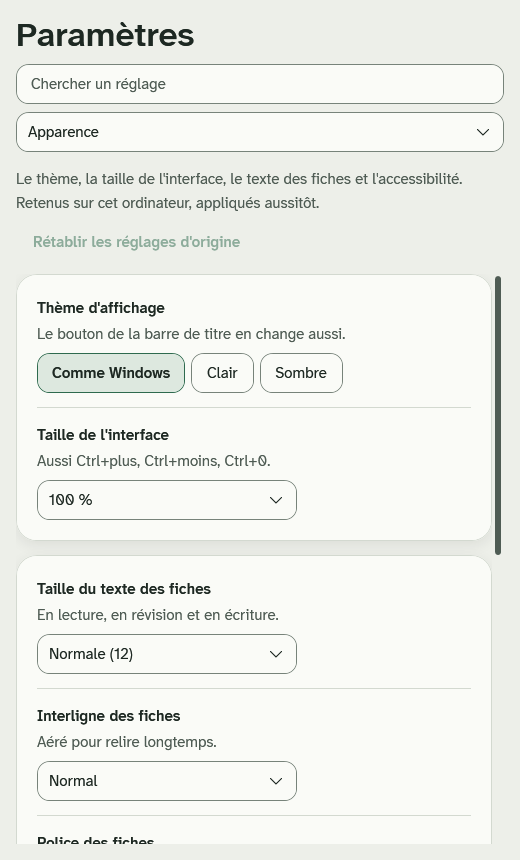 Paramètres
Chercher un réglage
Apparence
Le thème, la taille de l'interface, le texte des fiches et l'accessibilité.
Retenus sur cet ordinateur, appliqués aussitôt.
Rétablir les réglages d'origine
Thème d'affichage
Le bouton de la barre de titre en change aussi.
Comme Windows Clair Sombre
Taille de l'interface
Aussi Ctrl+plus, Ctrl+moins, Ctrl+0.
100 %
Taille du texte des fiches
En lecture, en révision et en écriture.
Normale (12)
Interligne des fiches
Aéré pour relire longtemps.
Normal
Police des fiches